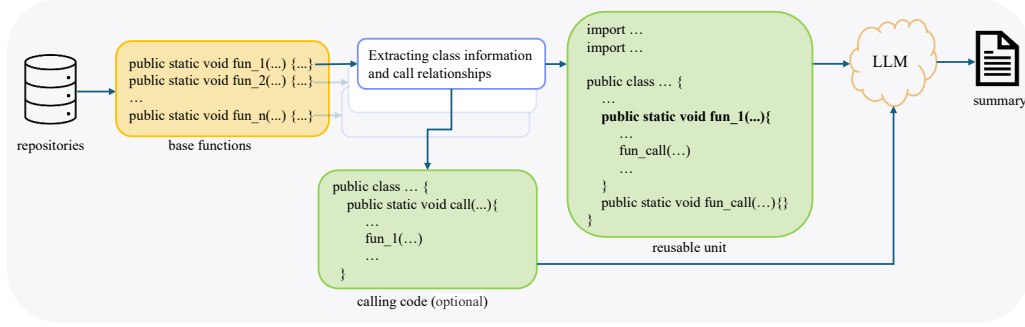 repositories
public static void fun_1(...) {...}
public static void fun_2(...) {...}
...
public static void fun_n(...) {...}
base functions
Extracting class information
and call relationships
public class … {
public static void call(...){
…
fun_1(…)
…
}
calling code (optional)
import …
import …
public class … {
…
public static void fun_1(...){
…
fun_call(…)
…
}
public static void fun_call(…){}
}
reusable unit
LLM
summary